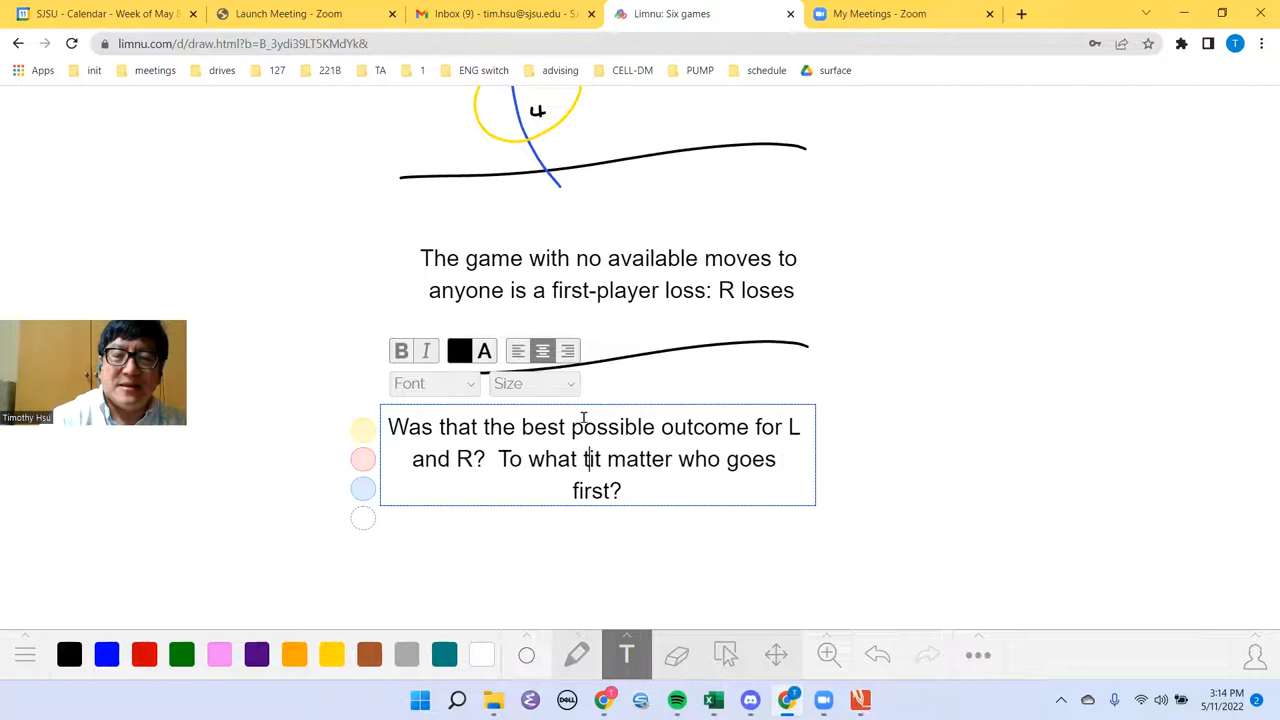 SJSU - Calendar - Week of May 8
Launch Meeting - Zoom
Inbox (9) - tim.hsu@sjsu.edu - S
Limnu: Six games
My Meetings - Zoom
limnu.com/d/draw.html?b=B_3ydi39LT5KMdYk&
Apps
init
meetings
drives
127
221B
TA
1
ENG switch
advising
CELL-DM
PUMP
schedule
surface
4
The game with no available moves to
anyone is a first-player loss: R loses
B I A
Font
Size
Was that the best possible outcome for L
and R? To what tit matter who goes
first?
Timothy Hsu
T
3:14 PM
5/11/2022